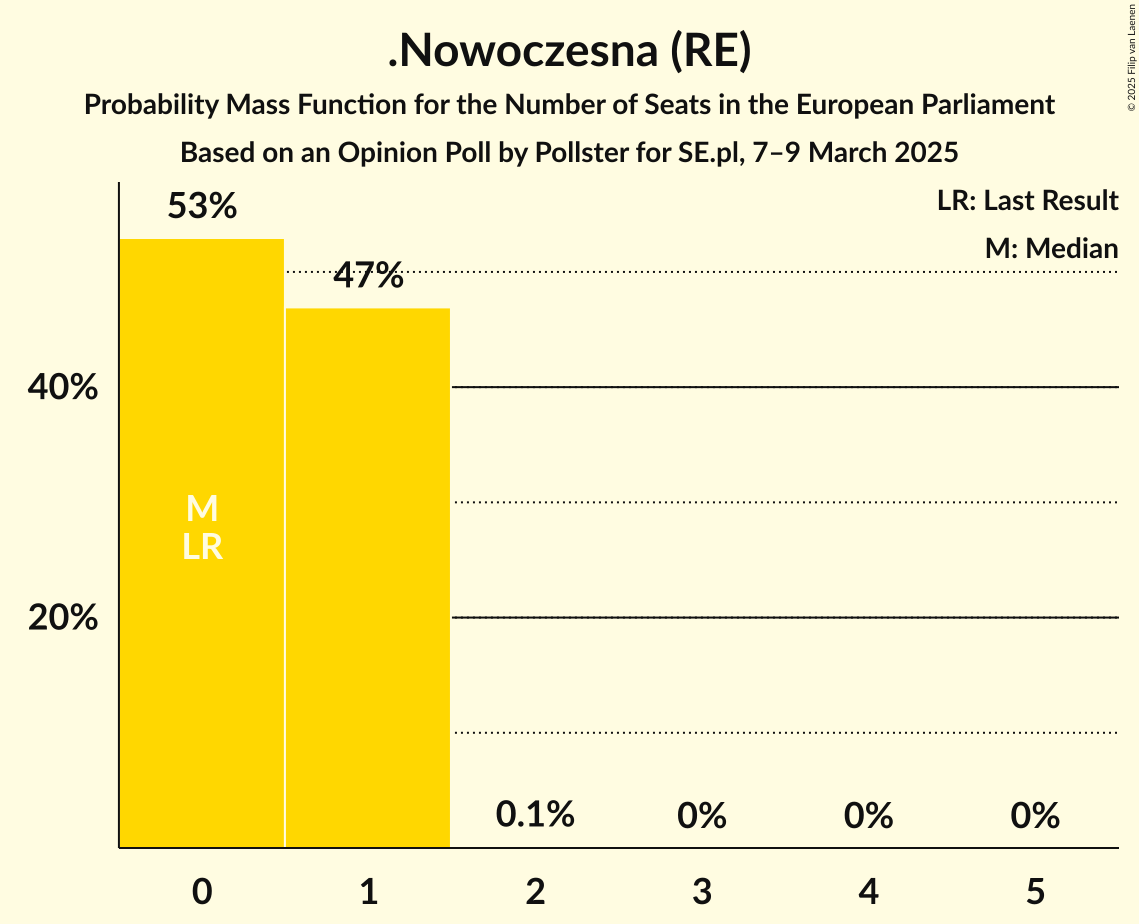 .Nowoczesna (RE)
Probability Mass Function for the Number of Seats in the European Parliament
Based on an Opinion Poll by Pollster for SE.pl, 7–9 March 2025
© 2025 Filip van Laenen
LR: Last Result
M: Median
53%
47%
40%
20%
M
LR
0.1%
0%
0%
0%
0
1
2
3
4
5